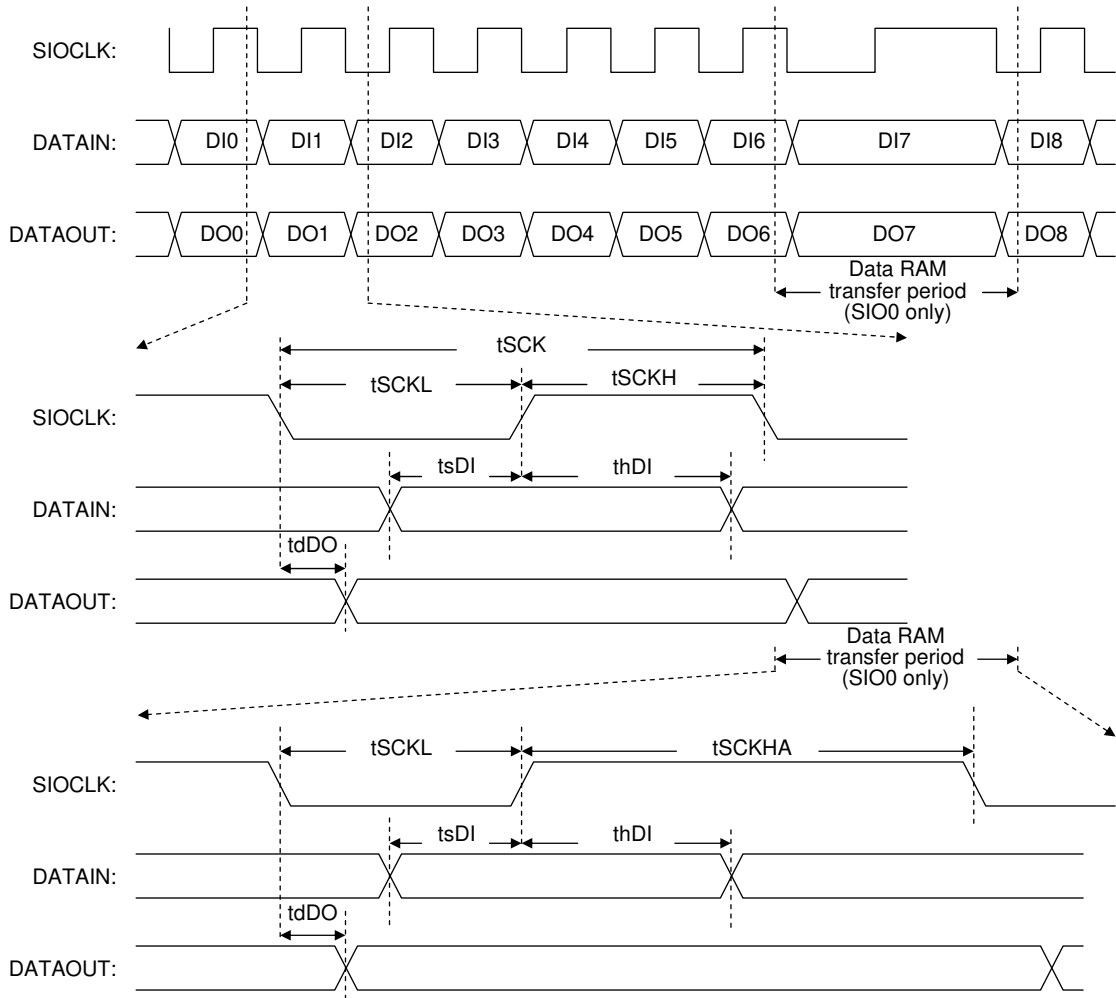 SIOCLK:
DATAIN: DI0 DI1 DI2 DI3 DI4 DI5 DI6 DI7 DI8
DATAOUT: DO0 DO1 DO2 DO3 DO4 DO5 DO6 DO7 DO8
Data RAM
transfer period
(SIO0 only)
tSCK
tSCKL tSCKH
SIOCLK:
tsDI thDI
DATAIN:
tdDO
DATAOUT:
Data RAM
transfer period
(SIO0 only)
tSCKL tSCKHA
SIOCLK:
tsDI thDI
DATAIN:
tdDO
DATAOUT: